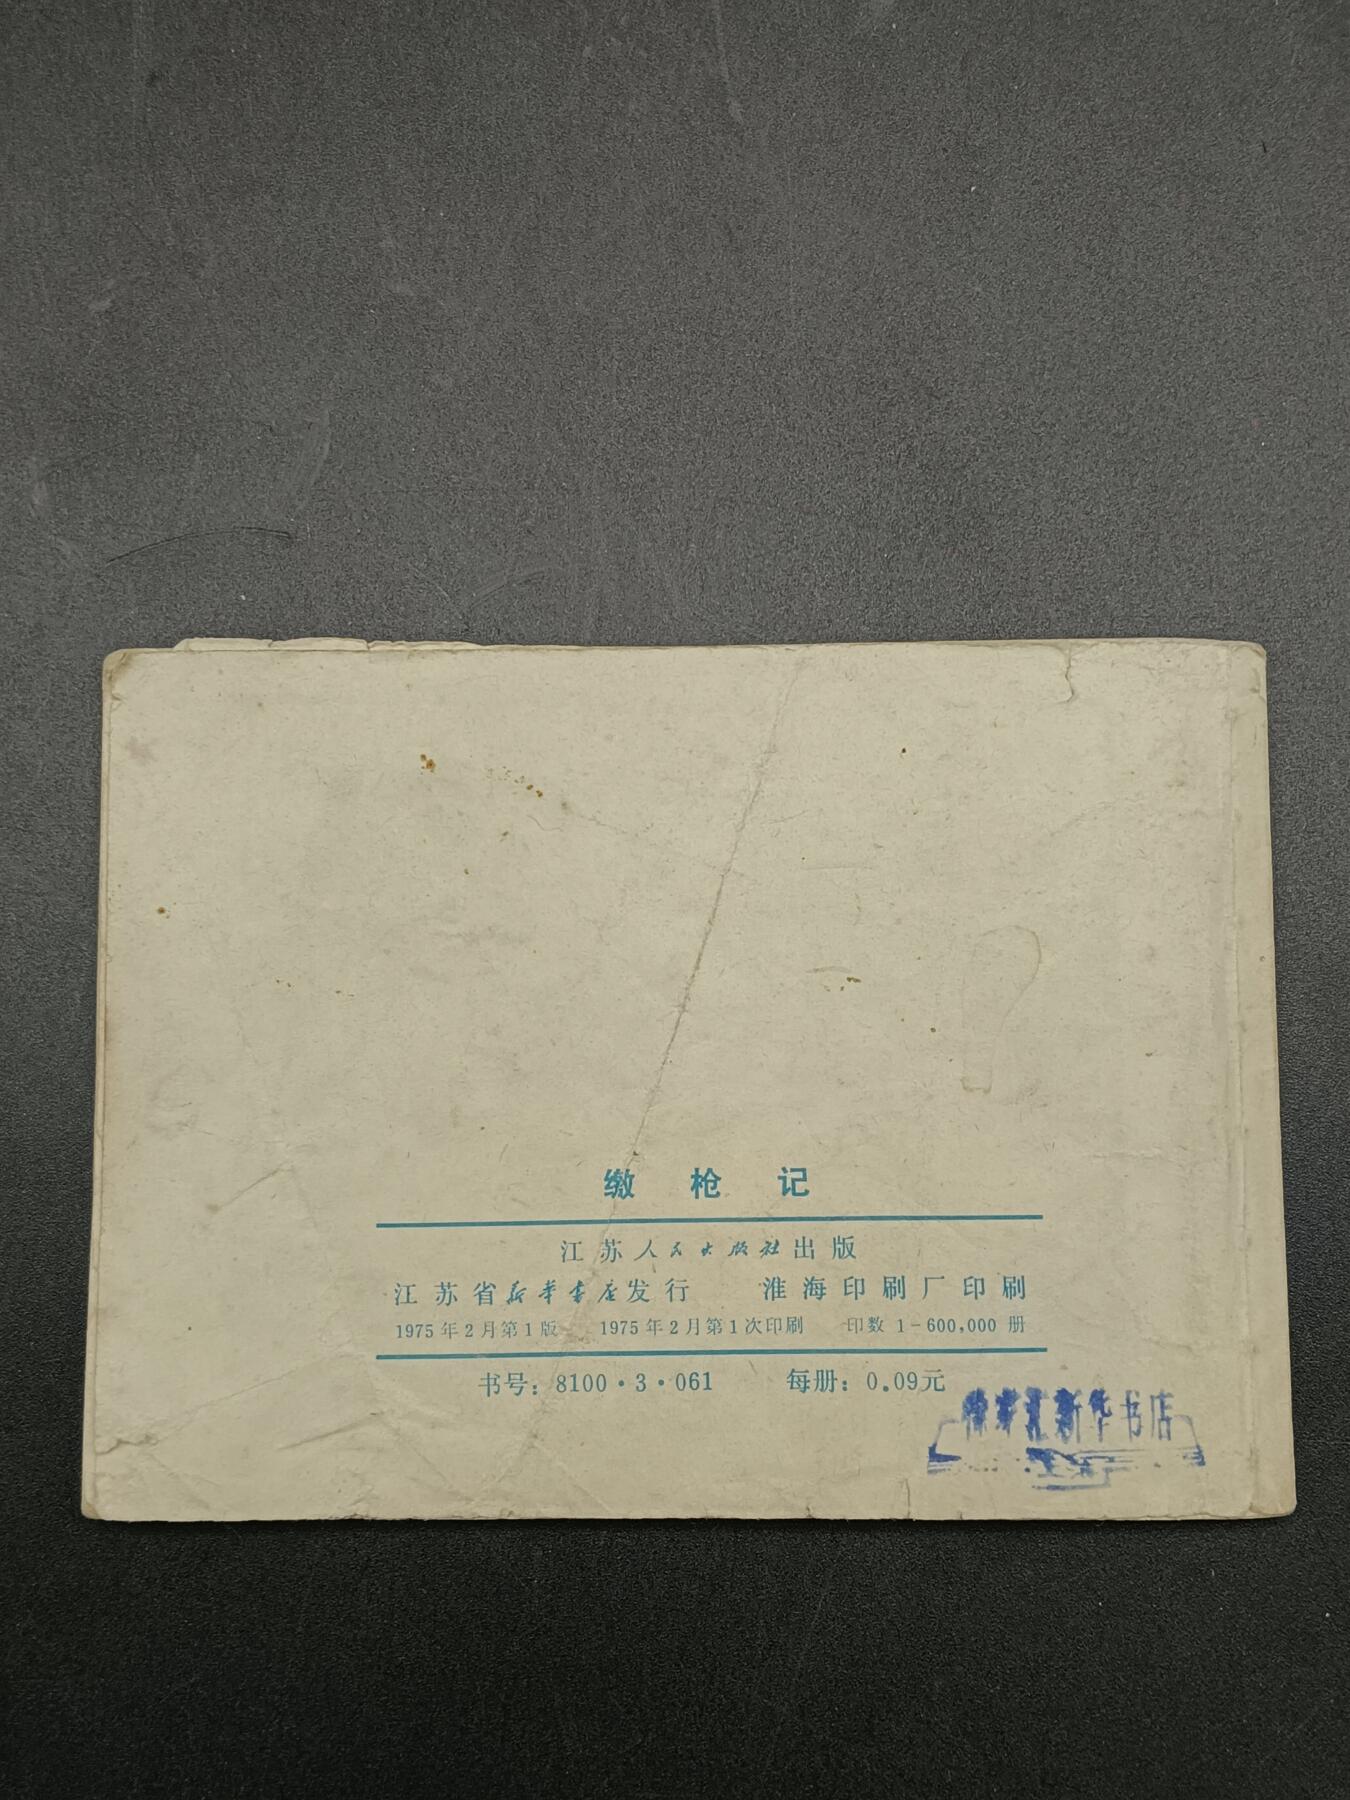 缴枪记
江苏人民出版社出版
江苏省新华书店发行 淮海印刷厂印刷
1975年2月第1版 1975年2月第1次印刷 印数 1-600,000 册
书号：8100·3·061 每册：0.09元
新华书店